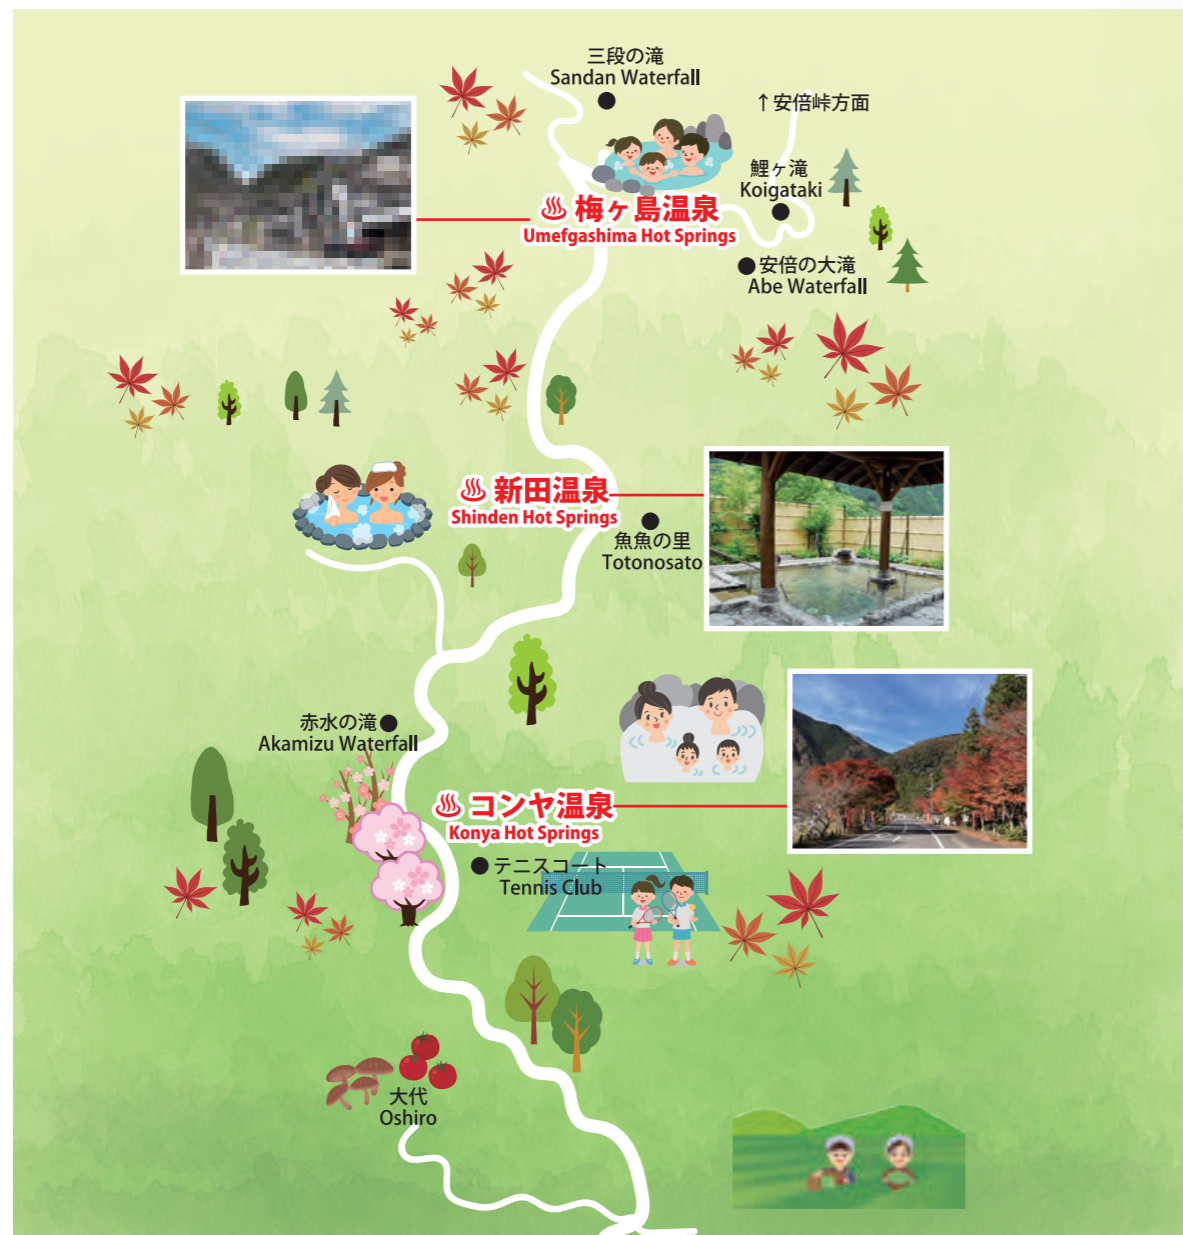 三段の滝
Sandan Waterfall
↑安倍峠方面
鯉ヶ滝
Koigataki
梅ヶ島温泉
Umefgashima Hot Springs
安倍の大滝
Abe Waterfall
新田温泉
Shinden Hot Springs
魚魚の里
Totonosato
赤水の滝
Akamizu Waterfall
コンヤ温泉
Konya Hot Springs
テニスコート
Tennis Club
大代
Oshiro